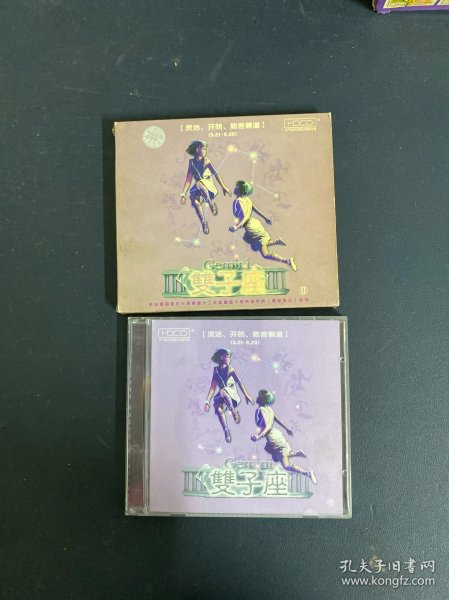 【灵活、开朗、能言善道】
(5.21-6.20)
HDCD
Gemini
雙子座
【灵活、开朗、能言善道】
(5.21-6.20)
HDCD
Gemini
雙子座
孔夫子旧书网
www.kongfz.com